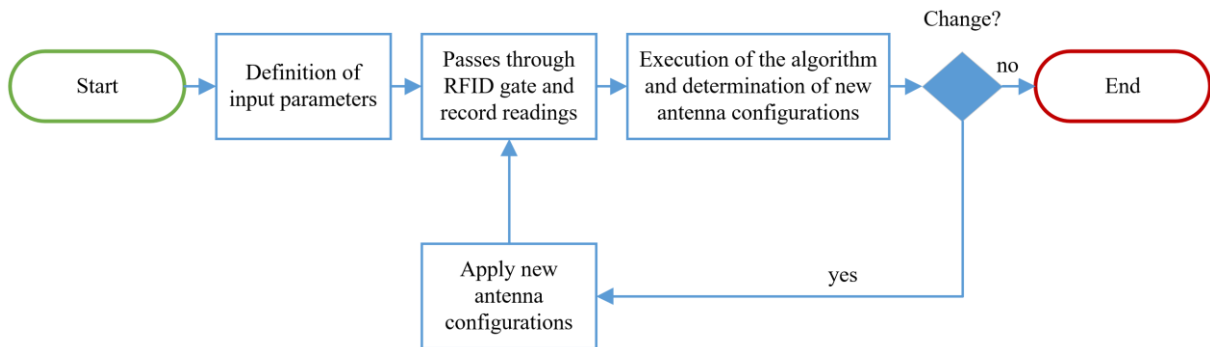 Start
Definition of
input parameters
Passes through
RFID gate and
record readings
Execution of the algorithm
and determination of new
antenna configurations
Change?
no
End
yes
Apply new
antenna
configurations